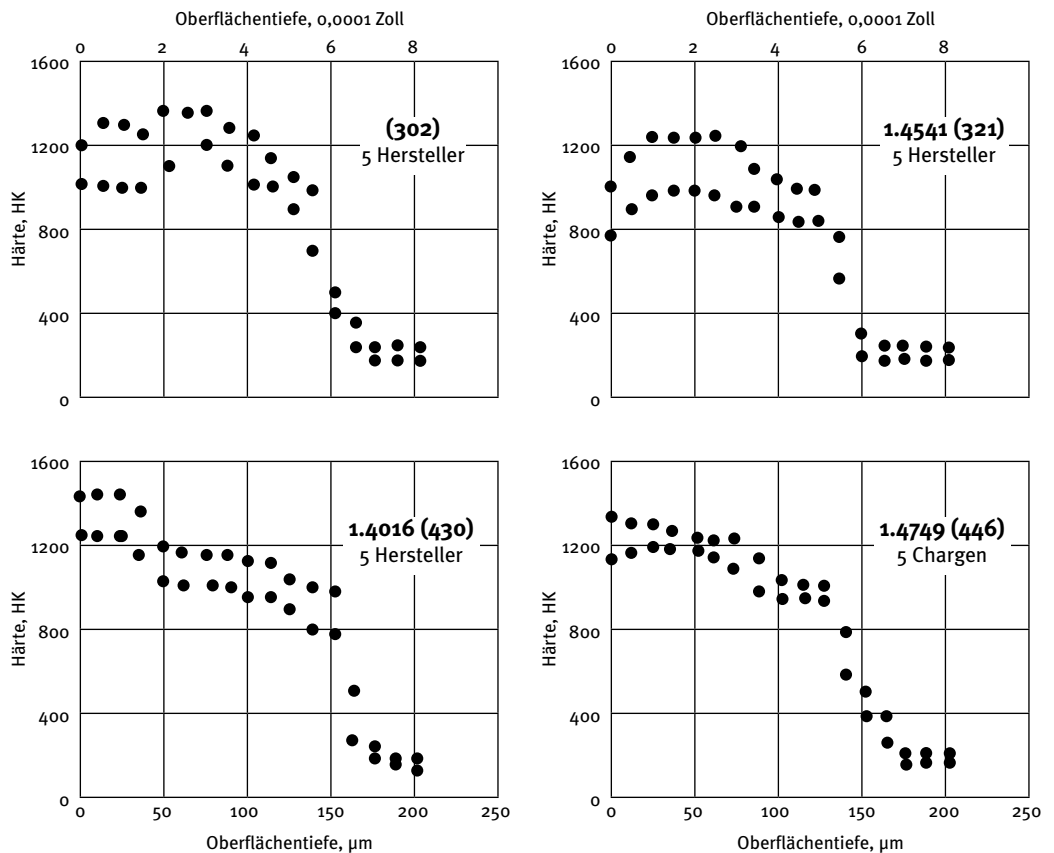 Oberflächentiefe, 0,0001 Zoll
0 2 4 6 8
1600
1200
800
400
0
Härte, HK
(302)
5 Hersteller
Oberflächentiefe, 0,0001 Zoll
0 2 4 6 8
1600
1200
800
400
0
Härte, HK
1.4541 (321)
5 Hersteller
1600
1200
800
400
0
Härte, HK
1.4016 (430)
5 Hersteller
0 50 100 150 200 250
Oberflächentiefe, µm
1600
1200
800
400
0
Härte, HK
1.4749 (446)
5 Chargen
0 50 100 150 200 250
Oberflächentiefe, µm